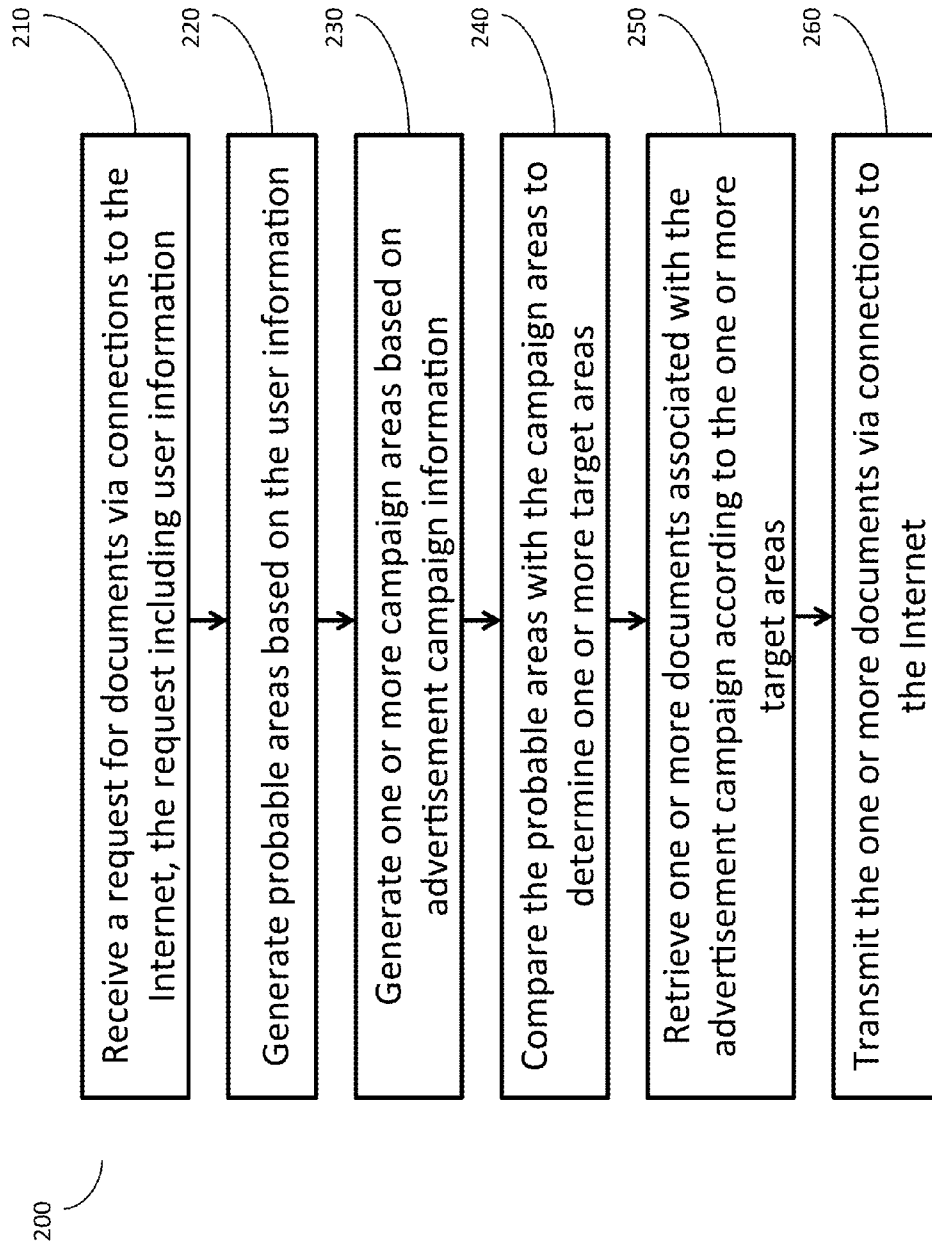 200
210
Receive a request for documents via connections to the
Internet, the request including user information
220
Generate probable areas based on the user information
230
Generate one or more campaign areas based on
advertisement campaign information
240
Compare the probable areas with the campaign areas to
determine one or more target areas
250
Retrieve one or more documents associated with the
advertisement campaign according to the one or more
target areas
260
Transmit the one or more documents via connections to
the Internet